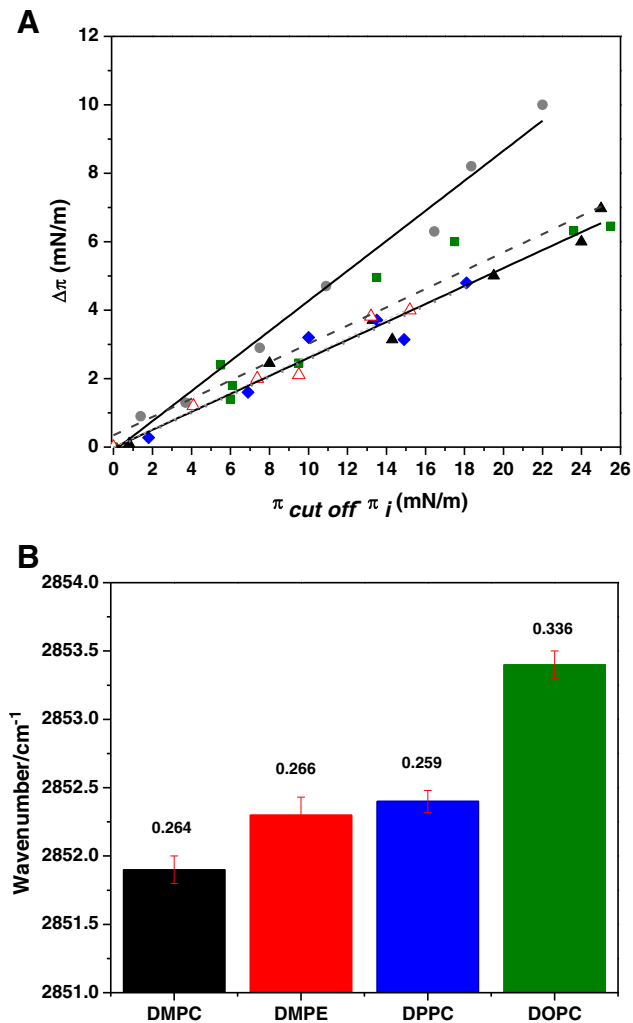 A
12
10
8
6
4
2
0
Δπ (mN/m)
0 2 4 6 8 10 12 14 16 18 20 22 24 26
π cut off - π i (mN/m)
B
2854.0
2853.5
2853.0
2852.5
2852.0
2851.5
2851.0
Wavenumber/cm-1
0.264
0.266
0.259
0.336
DMPC DMPE DPPC DOPC